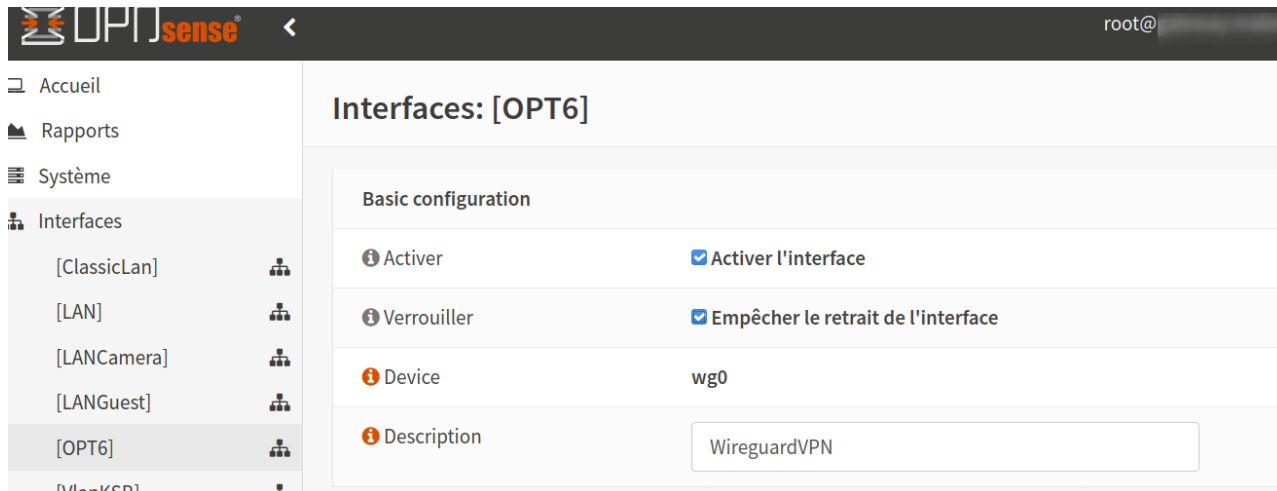 OPNsense®
root@
Accueil
Rapports
Système
Interfaces
[ClassicLan]
[LAN]
[LANCamera]
[LANGuest]
[OPT6]
Interfaces: [OPT6]
Basic configuration
Activer
Activer l'interface
Verrouiller
Empêcher le retrait de l'interface
Device
wg0
Description
WireguardVPN